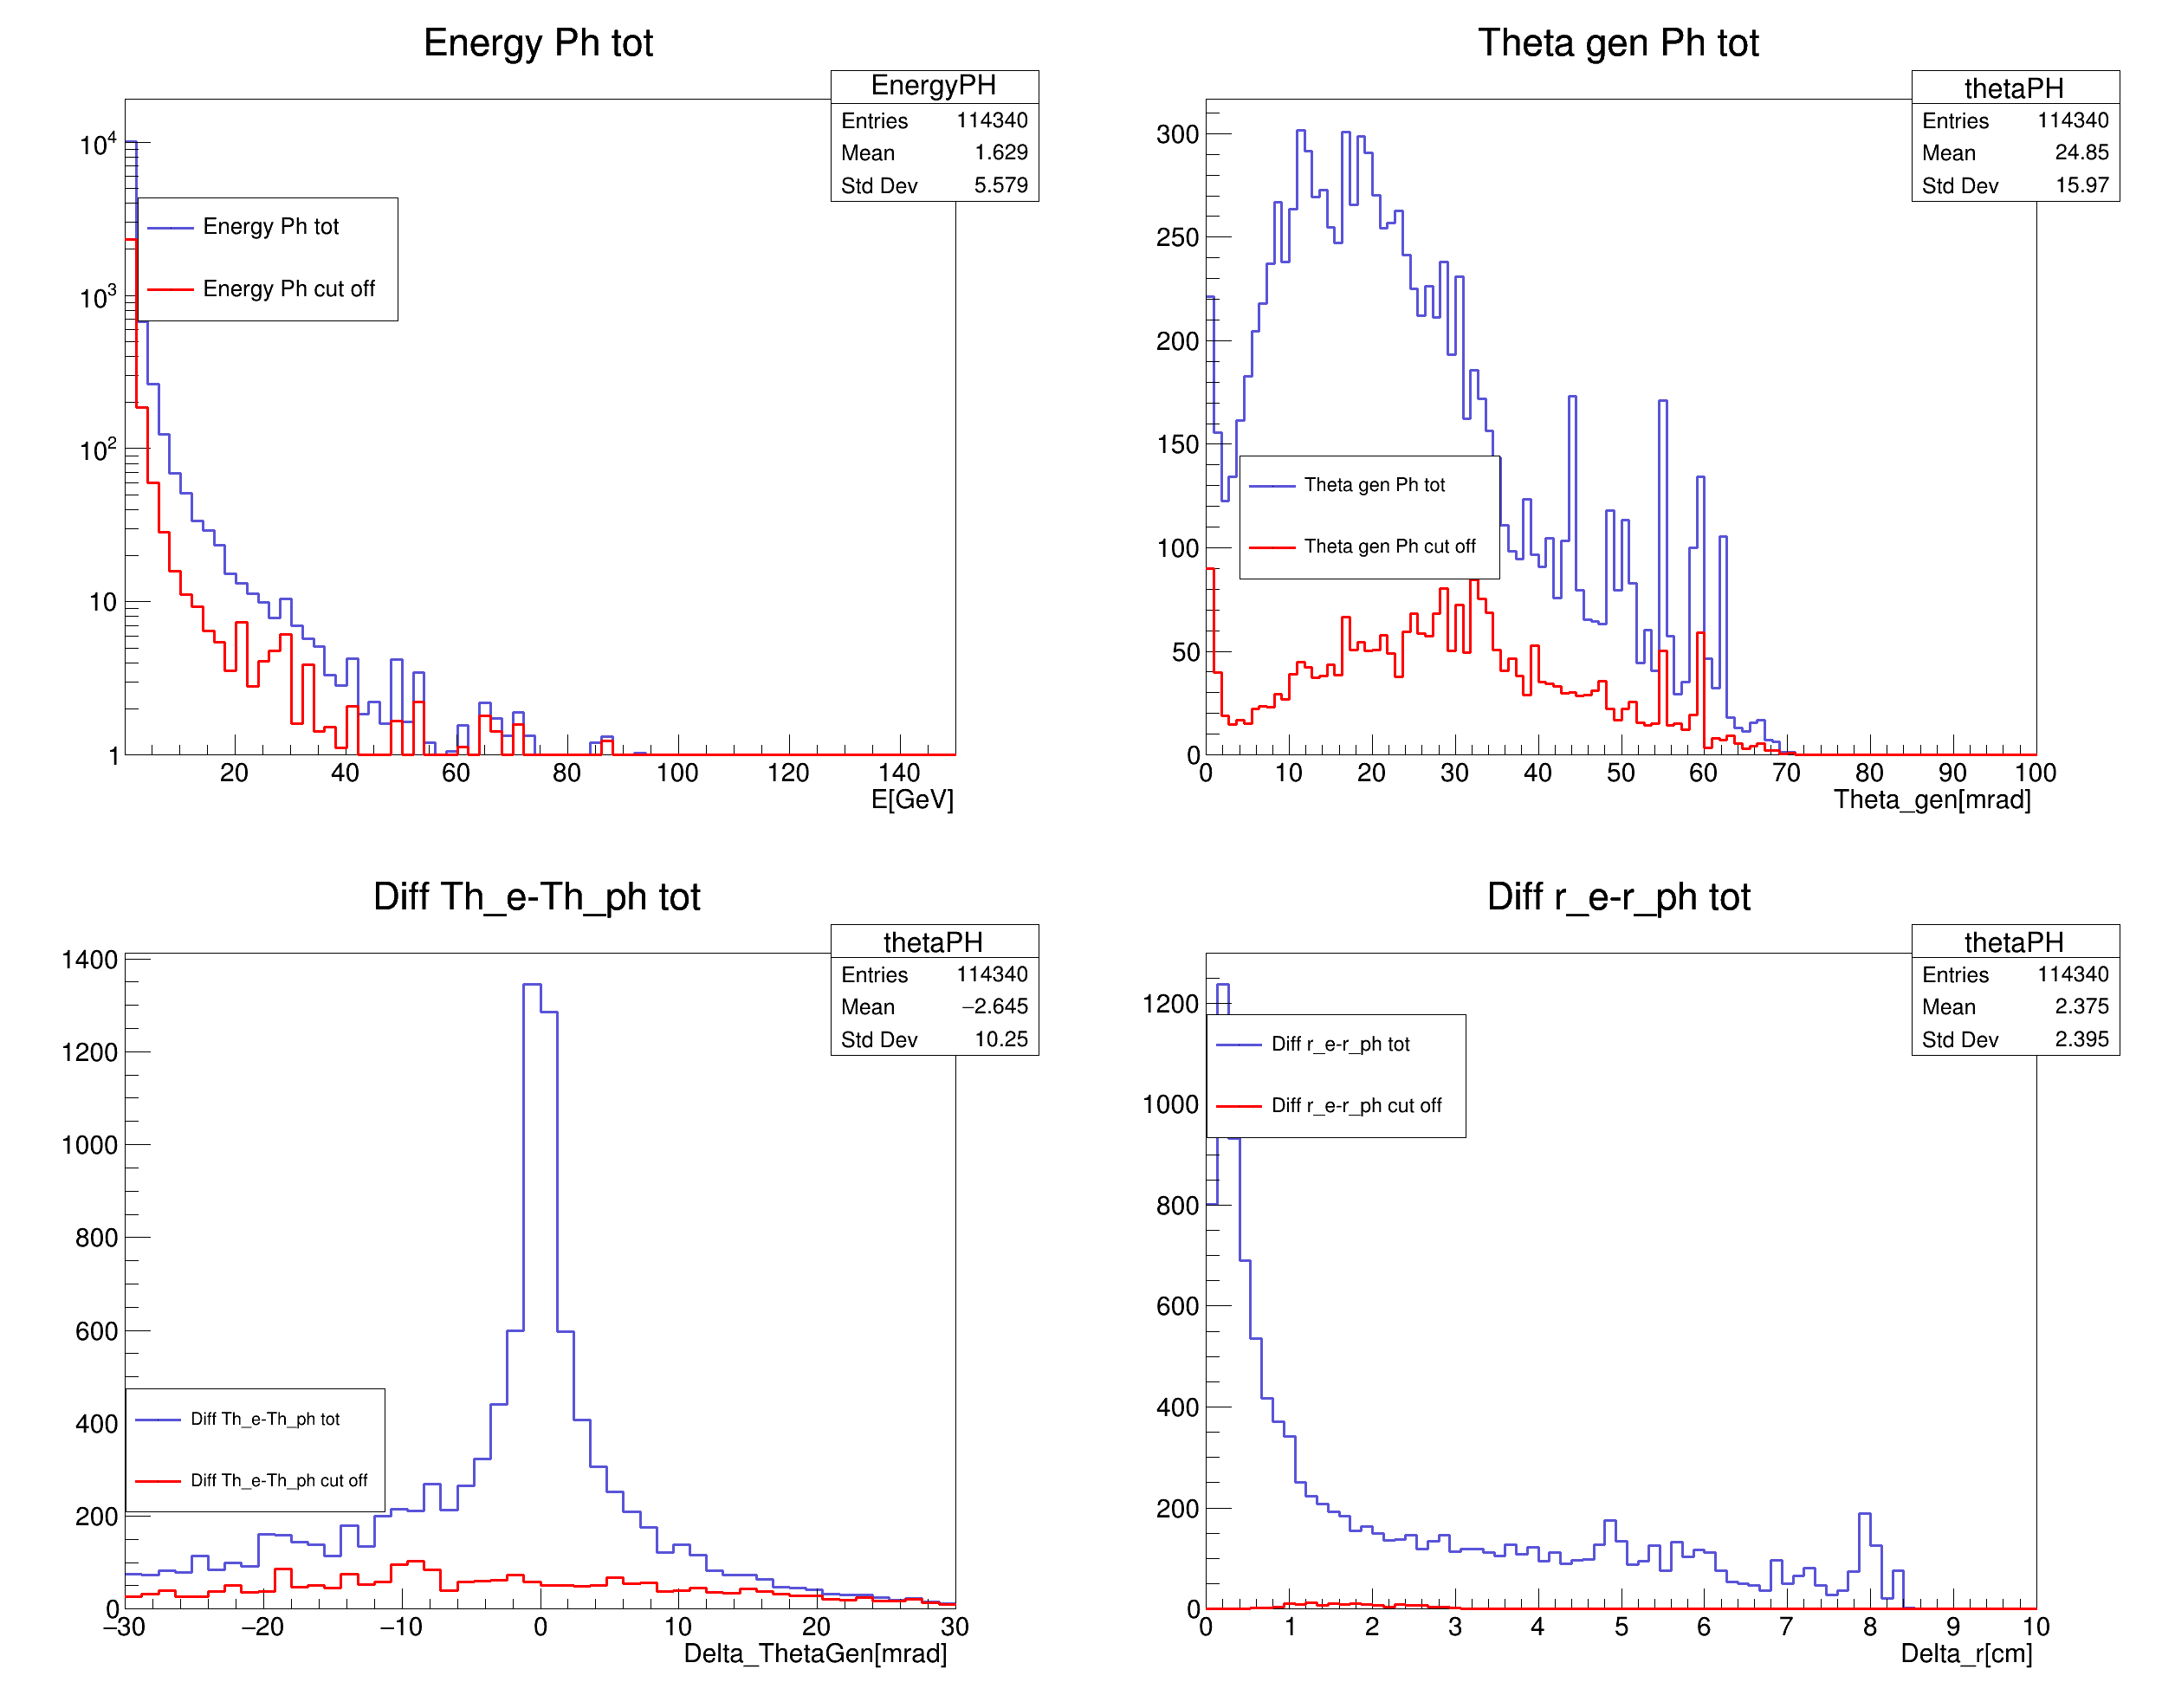 Energy Ph tot
EnergyPH
Entries 114340
Mean 1.629
Std Dev 5.579
Energy Ph tot
Energy Ph cut off
10^4
10^3
10^2
10
1
20 40 60 80 100 120 140
E[GeV]
Theta gen Ph tot
thetaPH
Entries 114340
Mean 24.85
Std Dev 15.97
Theta gen Ph tot
Theta gen Ph cut off
300
250
200
150
100
50
0
0 10 20 30 40 50 60 70 80 90 100
Theta_gen[mrad]
Diff Th_e-Th_ph tot
thetaPH
Entries 114340
Mean −2.645
Std Dev 10.25
Diff Th_e-Th_ph tot
Diff Th_e-Th_ph cut off
1400
1200
1000
800
600
400
200
0
−30 −20 −10 0 10 20 30
Delta_ThetaGen[mrad]
Diff r_e-r_ph tot
thetaPH
Entries 114340
Mean 2.375
Std Dev 2.395
Diff r_e-r_ph tot
Diff r_e-r_ph cut off
1200
1000
800
600
400
200
0
0 1 2 3 4 5 6 7 8 9 10
Delta_r[cm]